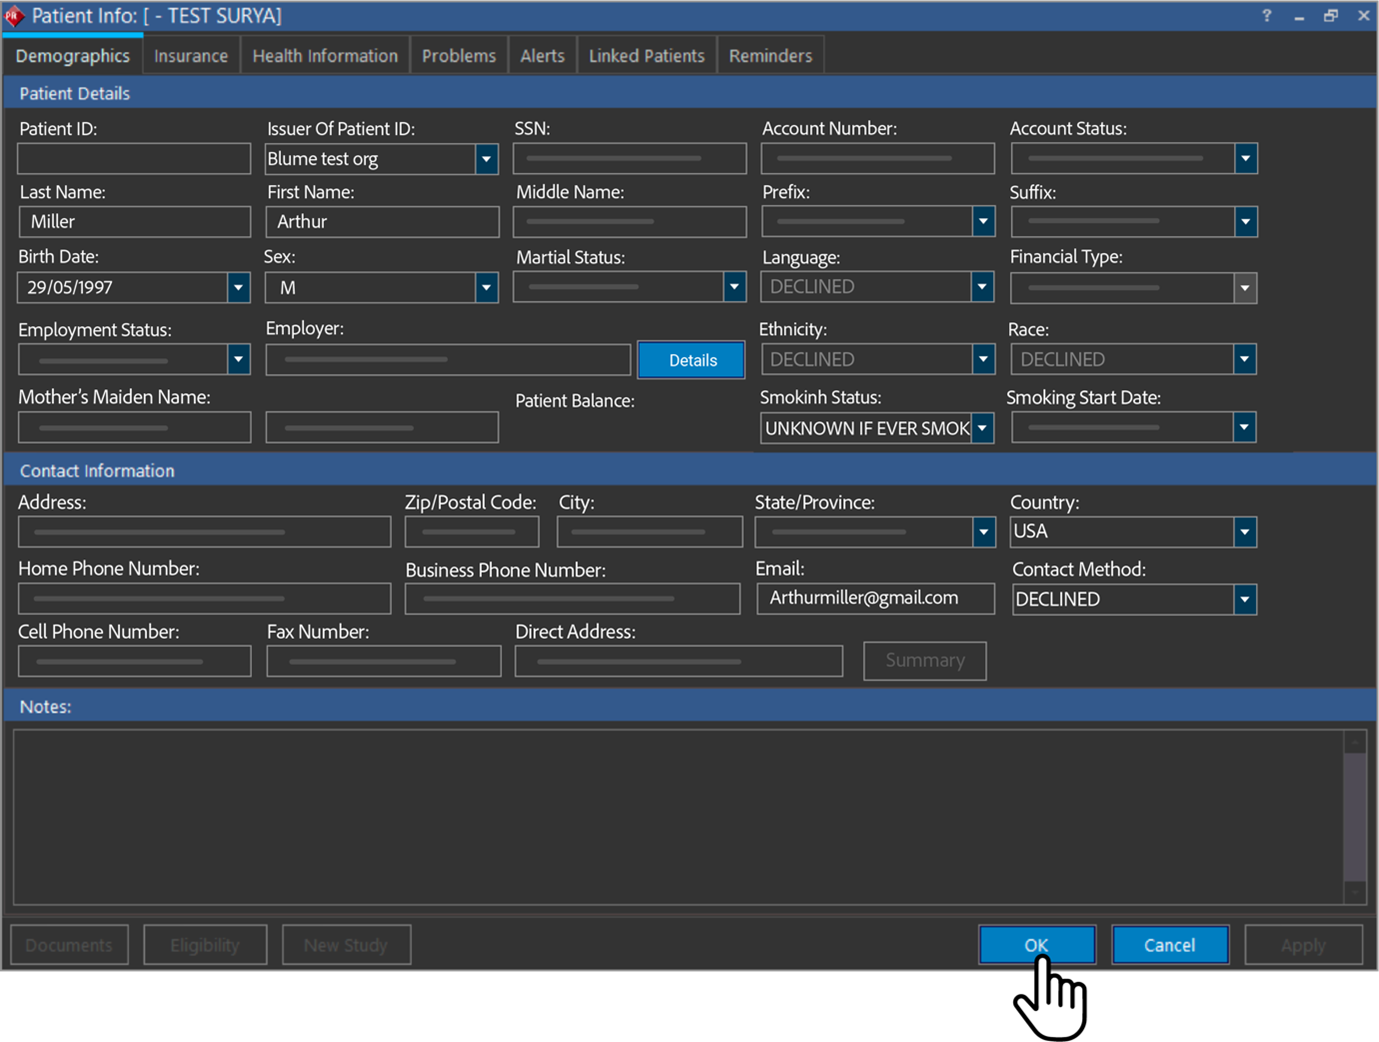 PR Patient Info: [ - TEST SURYA] ?
Demographics Insurance Health Information Problems Alerts Linked Patients Reminders
Patient Details
Patient ID: Issuer Of Patient ID: SSN: Account Number: Account Status:
Blume test org
Last Name: First Name: Middle Name: Prefix: Suffix:
Miller Arthur
Birth Date: Sex: Martial Status: Language: Financial Type:
29/05/1997 M DECLINED
Employment Status: Employer: Ethnicity: Race:
Details DECLINED DECLINED
Mother's Maiden Name: Patient Balance: Smokinh Status: Smoking Start Date:
UNKNOWN IF EVER SMOK
Contact Information
Address: Zip/Postal Code: City: State/Province: Country:
USA
Home Phone Number: Business Phone Number: Email: Contact Method:
Arthurmiller@gmail.com DECLINED
Cell Phone Number: Fax Number: Direct Address:
Summary
Notes:
Documents Eligibility New Study OK Cancel Apply